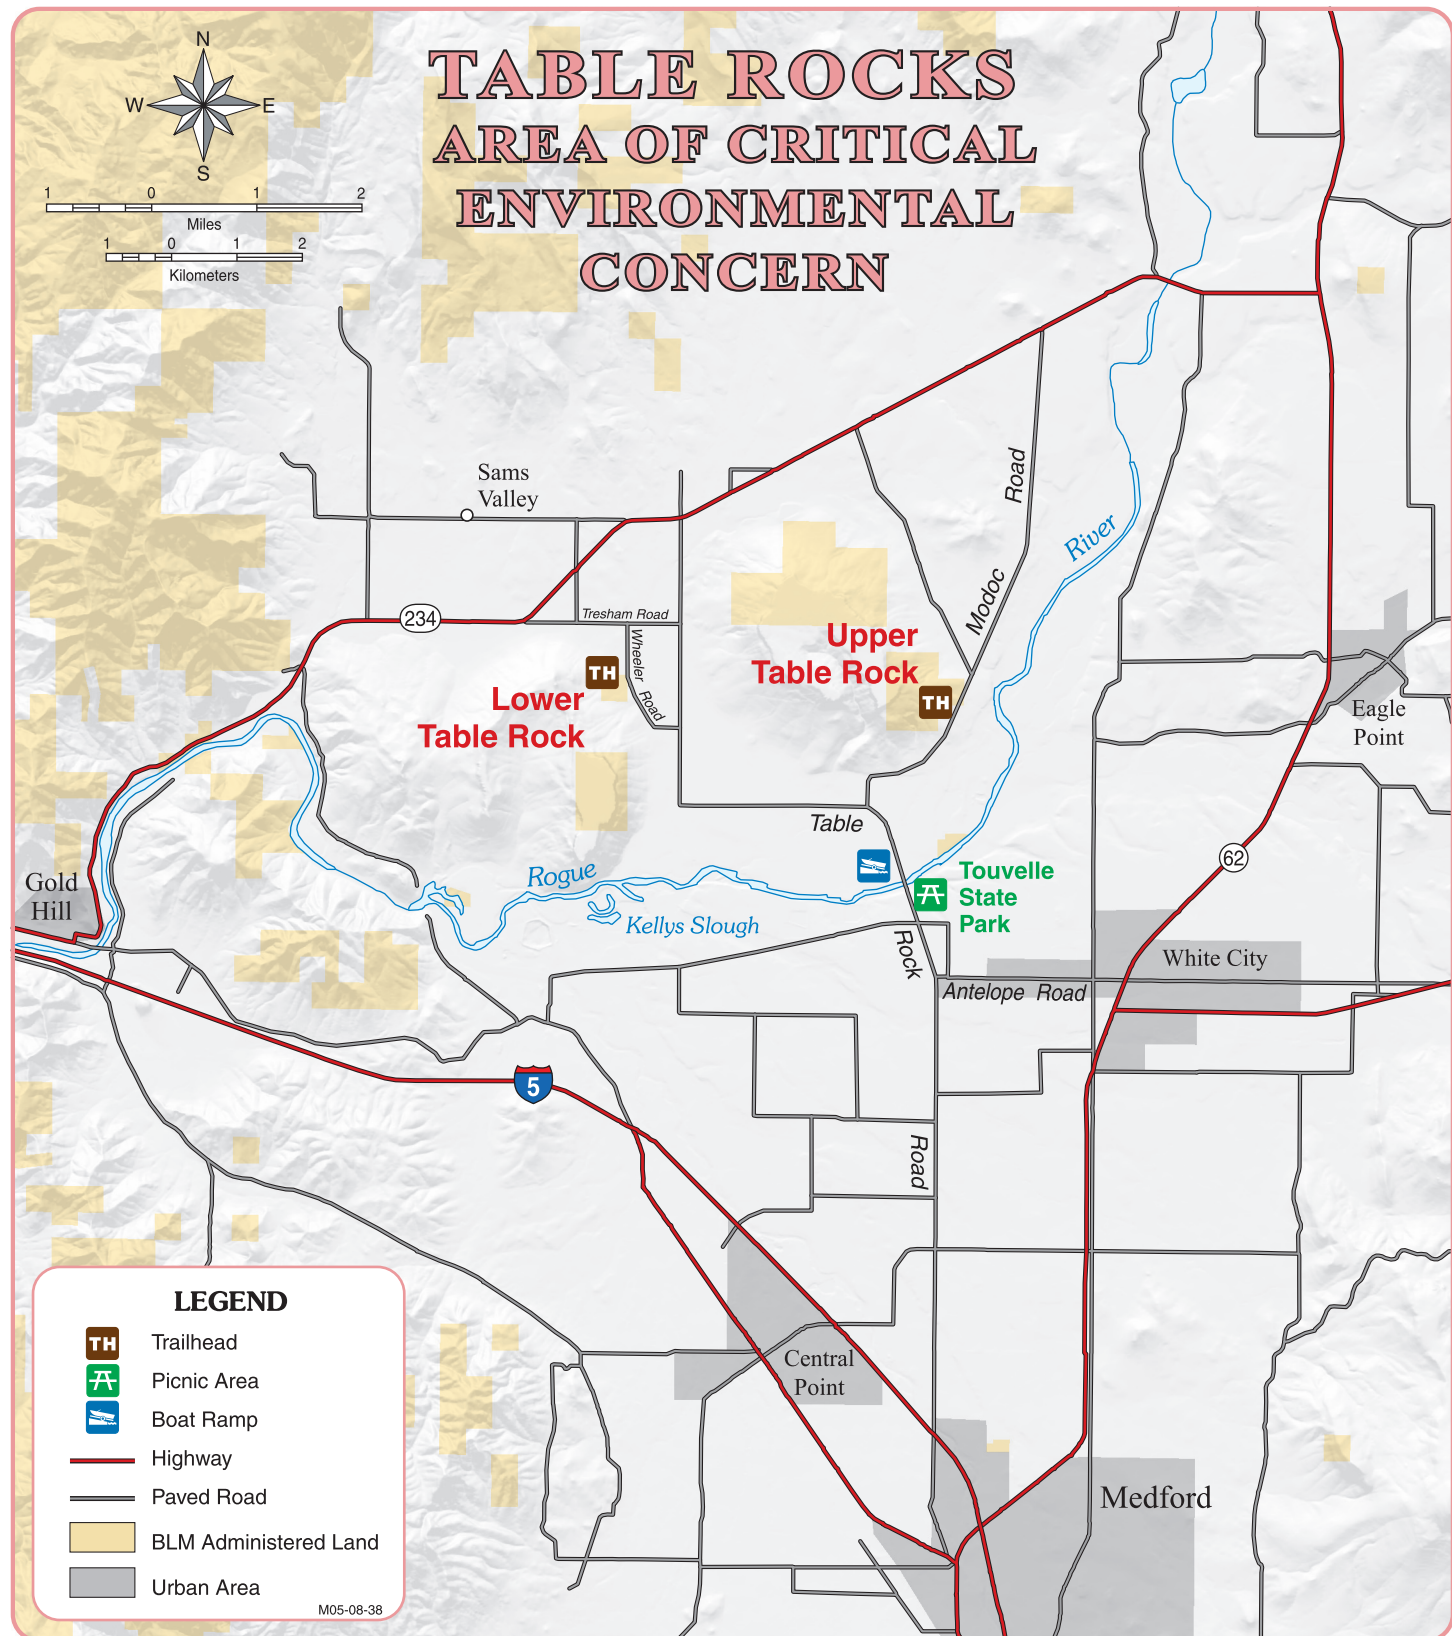 TABLE ROCKS
AREA OF CRITICAL
ENVIRONMENTAL
CONCERN
N
W
E
S
1 0 1 2
Miles
1 0 1 2
Kilometers
Sams
Valley
Road
Modoc
River
234
Tresham Road
Wheeler Road
TH
Lower
Table Rock
Upper
Table Rock
TH
Eagle
Point
Table
62
Gold
Hill
Rogue
Kellys Slough
Touvelle
State
Park
Rock
White City
Antelope Road
5
Road
Central
Point
Medford
LEGEND
TH Trailhead
Picnic Area
Boat Ramp
Highway
Paved Road
BLM Administered Land
Urban Area
M05-08-38